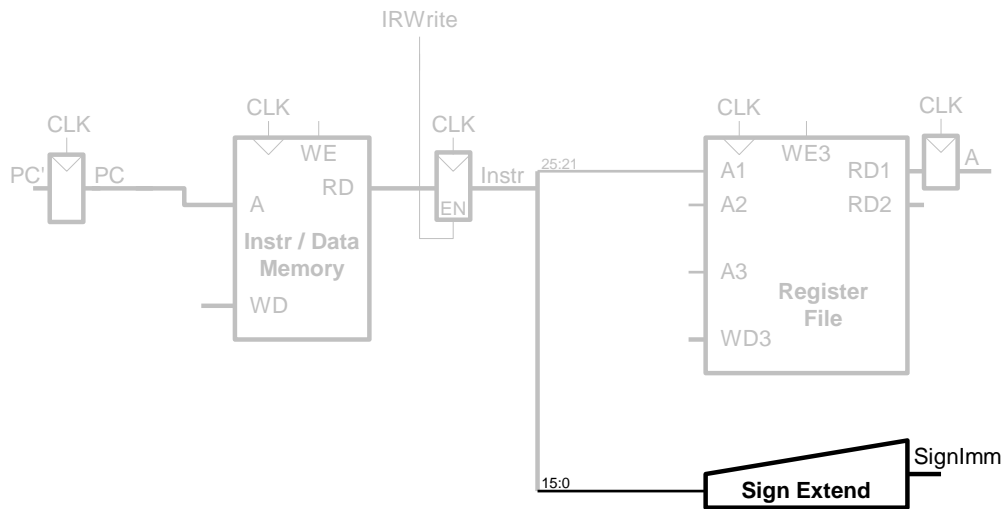 IRWrite
CLK
CLK
CLK
CLK
CLK
PC'
PC
WE
RD
A
Instr / Data
Memory
WD
EN
Instr
25:21
A1
WE3
RD1
A
A2
RD2
A3
Register
File
WD3
SignImm
15:0
Sign Extend